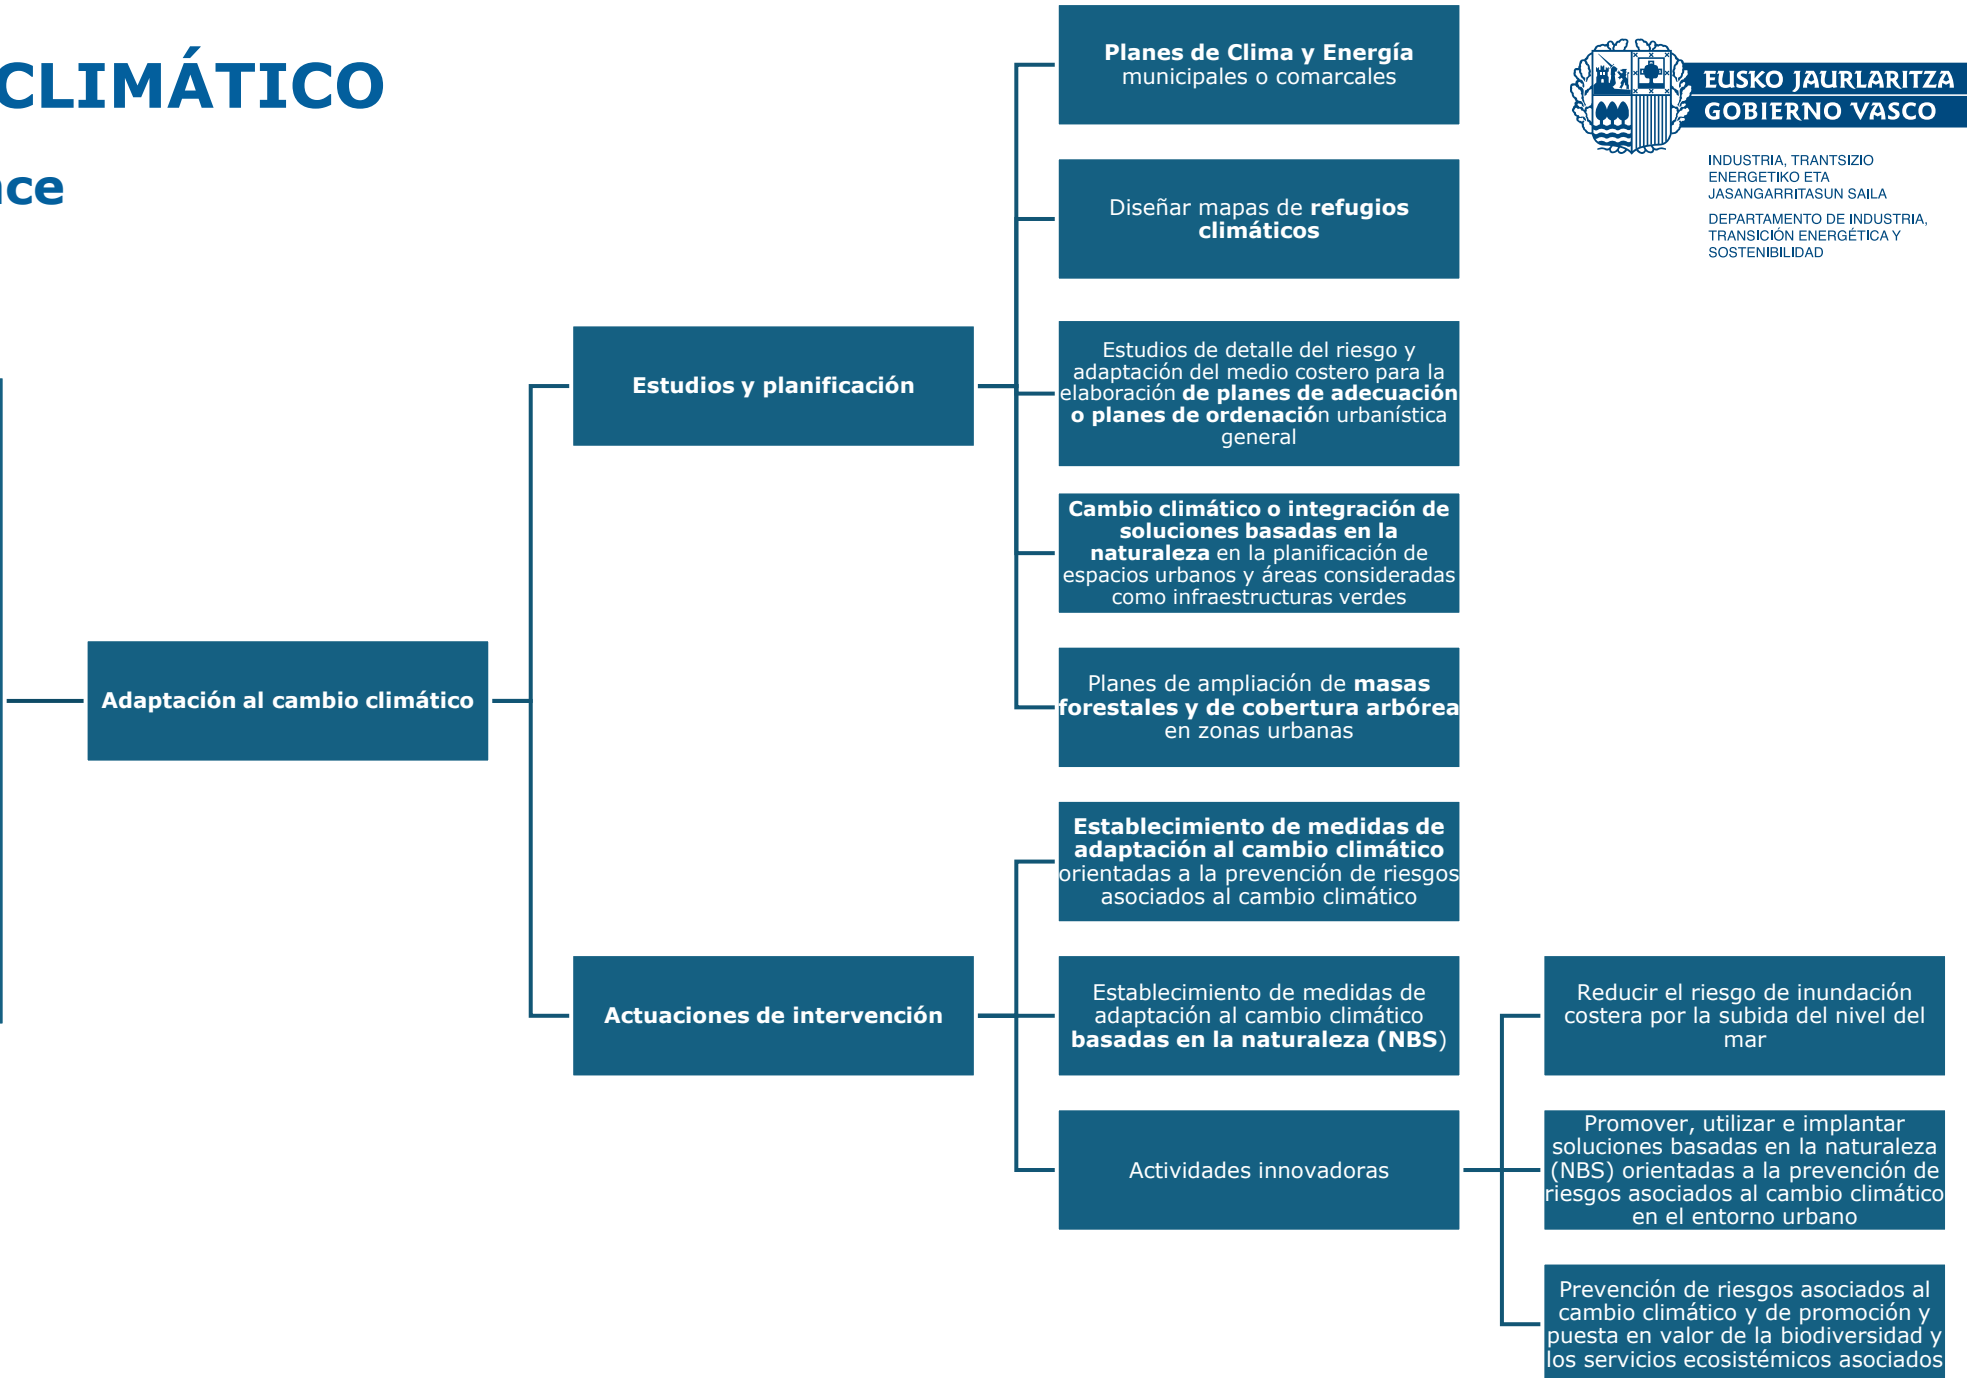 CLIMÁTICO
nce
EUSKO JAURLARITZA
GOBIERNO VASCO
INDUSTRIA, TRANTSIZIO
ENERGETIKO ETA
JASANGARRITASUN SAILA
DEPARTAMENTO DE INDUSTRIA,
TRANSICIÓN ENERGÉTICA Y
SOSTENIBILIDAD
Adaptación al cambio climático
Estudios y planificación
Planes de Clima y Energía
municipales o comarcales
Diseñar mapas de refugios
climáticos
Estudios de detalle del riesgo y
adaptación del medio costero para la
elaboración de planes de adecuación
o planes de ordenación urbanística
general
Cambio climático o integración de
soluciones basadas en la
naturaleza en la planificación de
espacios urbanos y áreas consideradas
como infraestructuras verdes
Planes de ampliación de masas
forestales y de cobertura arbórea
en zonas urbanas
Actuaciones de intervención
Establecimiento de medidas de
adaptación al cambio climático
orientadas a la prevención de riesgos
asociados al cambio climático
Establecimiento de medidas de
adaptación al cambio climático
basadas en la naturaleza (NBS)
Actividades innovadoras
Reducir el riesgo de inundación
costera por la subida del nivel del
mar
Promover, utilizar e implantar
soluciones basadas en la naturaleza
(NBS) orientadas a la prevención de
riesgos asociados al cambio climático
en el entorno urbano
Prevención de riesgos asociados al
cambio climático y de promoción y
puesta en valor de la biodiversidad y
los servicios ecosistémicos asociados